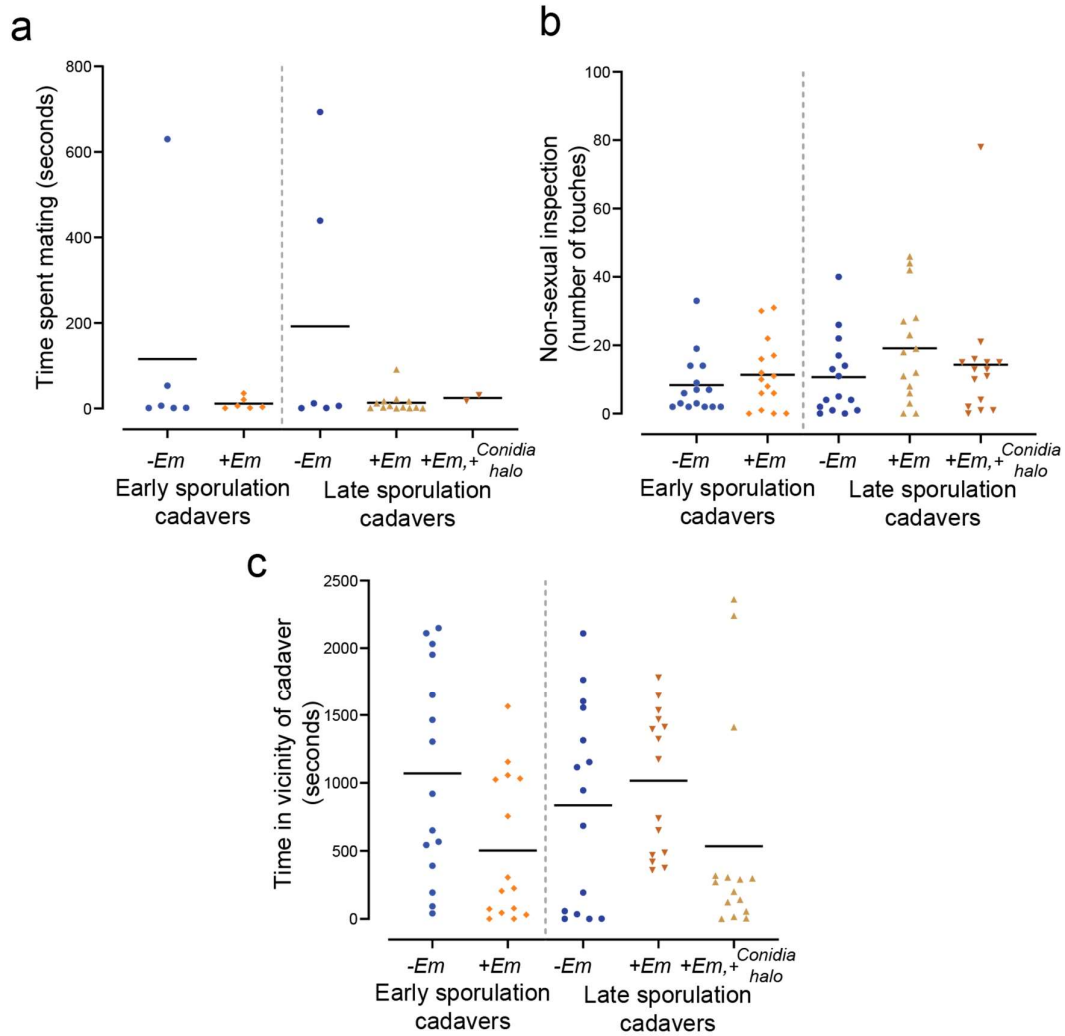 a
Time spent mating (seconds)
800
600
400
200
0
-Em
+Em
-Em
+Em
+Em,+Conidia
halo
Early sporulation
cadavers
Late sporulation
cadavers
b
Non-sexual inspection
(number of touches)
100
80
60
40
20
0
-Em
+Em
-Em
+Em
+Em,+Conidia
halo
Early sporulation
cadavers
Late sporulation
cadavers
c
Time in vicinity of cadaver
(seconds)
2500
2000
1500
1000
500
0
-Em
+Em
-Em
+Em
+Em,+Conidia
halo
Early sporulation
cadavers
Late sporulation
cadavers